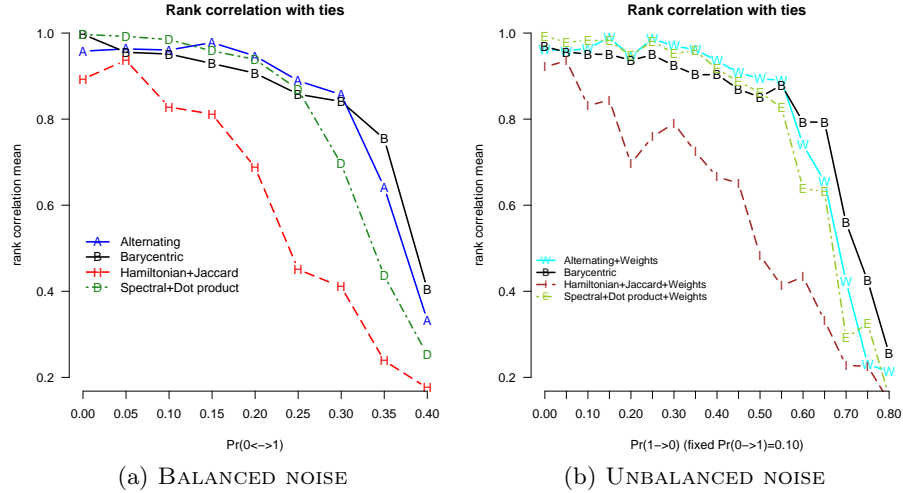 Rank correlation with ties
rank correlation mean
1.0
0.8
0.6
0.4
0.2
A Alternating
B Barycentric
H Hamiltonian+Jaccard
D Spectral+Dot product
0.00 0.05 0.10 0.15 0.20 0.25 0.30 0.35 0.40
Pr(0<->1)
(a) BALANCED NOISE
Rank correlation with ties
rank correlation mean
1.0
0.8
0.6
0.4
0.2
W Alternating+Weights
B Barycentric
I Hamiltonian+Jaccard+Weights
E Spectral+Dot product+Weights
0.00 0.10 0.20 0.30 0.40 0.50 0.60 0.70 0.80
Pr(1->0) (fixed Pr(0->1)=0.10)
(b) UNBALANCED NOISE